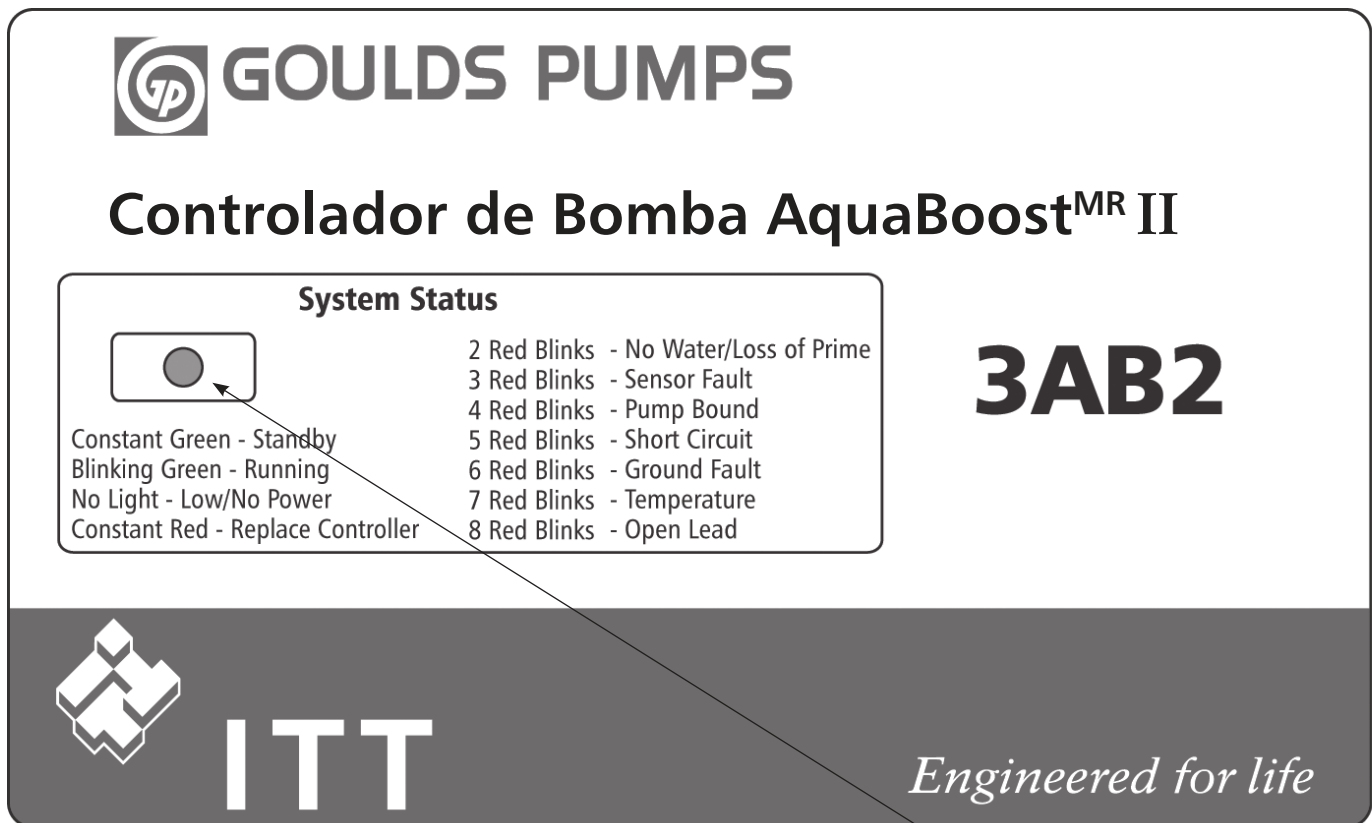 GOULDS PUMPS
Controlador de Bomba AquaBoostᴹᴿ II
System Status
Constant Green - Standby
Blinking Green - Running
No Light - Low/No Power
Constant Red - Replace Controller
2 Red Blinks - No Water/Loss of Prime
3 Red Blinks - Sensor Fault
4 Red Blinks - Pump Bound
5 Red Blinks - Short Circuit
6 Red Blinks - Ground Fault
7 Red Blinks - Temperature
8 Red Blinks - Open Lead
3AB2
ITT
Engineered for life